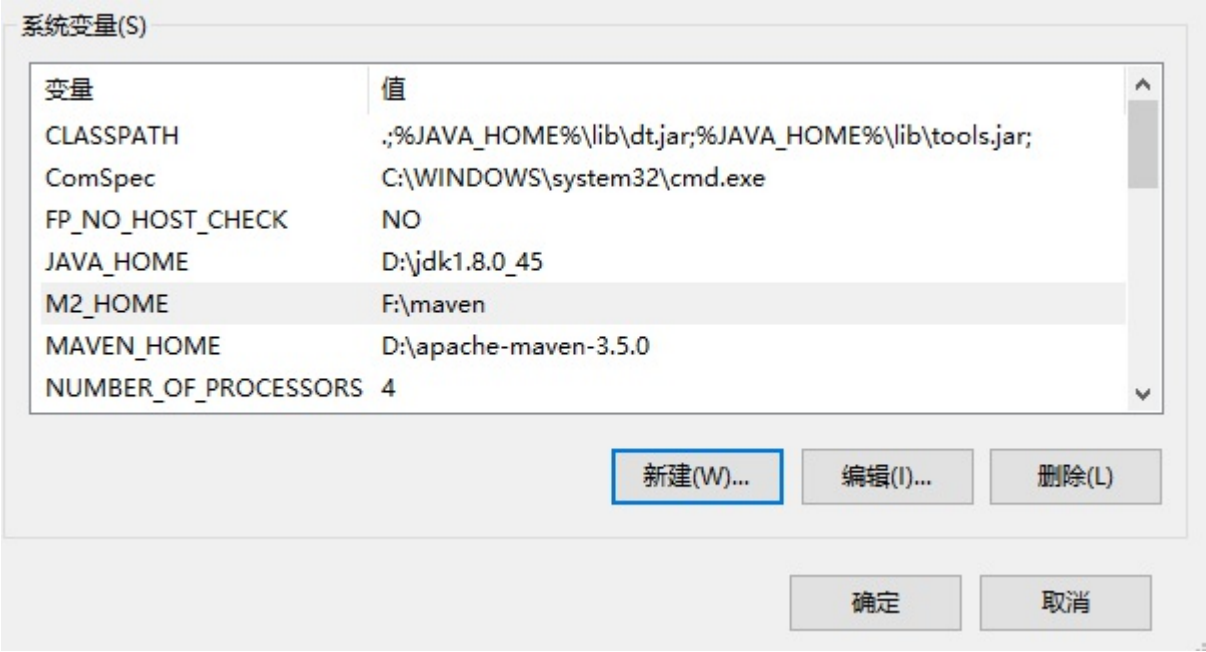 系统变量(S)
变量 值
CLASSPATH .;%JAVA_HOME%\lib\dt.jar;%JAVA_HOME%\lib\tools.jar;
ComSpec C:\WINDOWS\system32\cmd.exe
FP_NO_HOST_CHECK NO
JAVA_HOME D:\jdk1.8.0_45
M2_HOME F:\maven
MAVEN_HOME D:\apache-maven-3.5.0
NUMBER_OF_PROCESSORS 4
新建(W)... 编辑(I)... 删除(L)
确定 取消